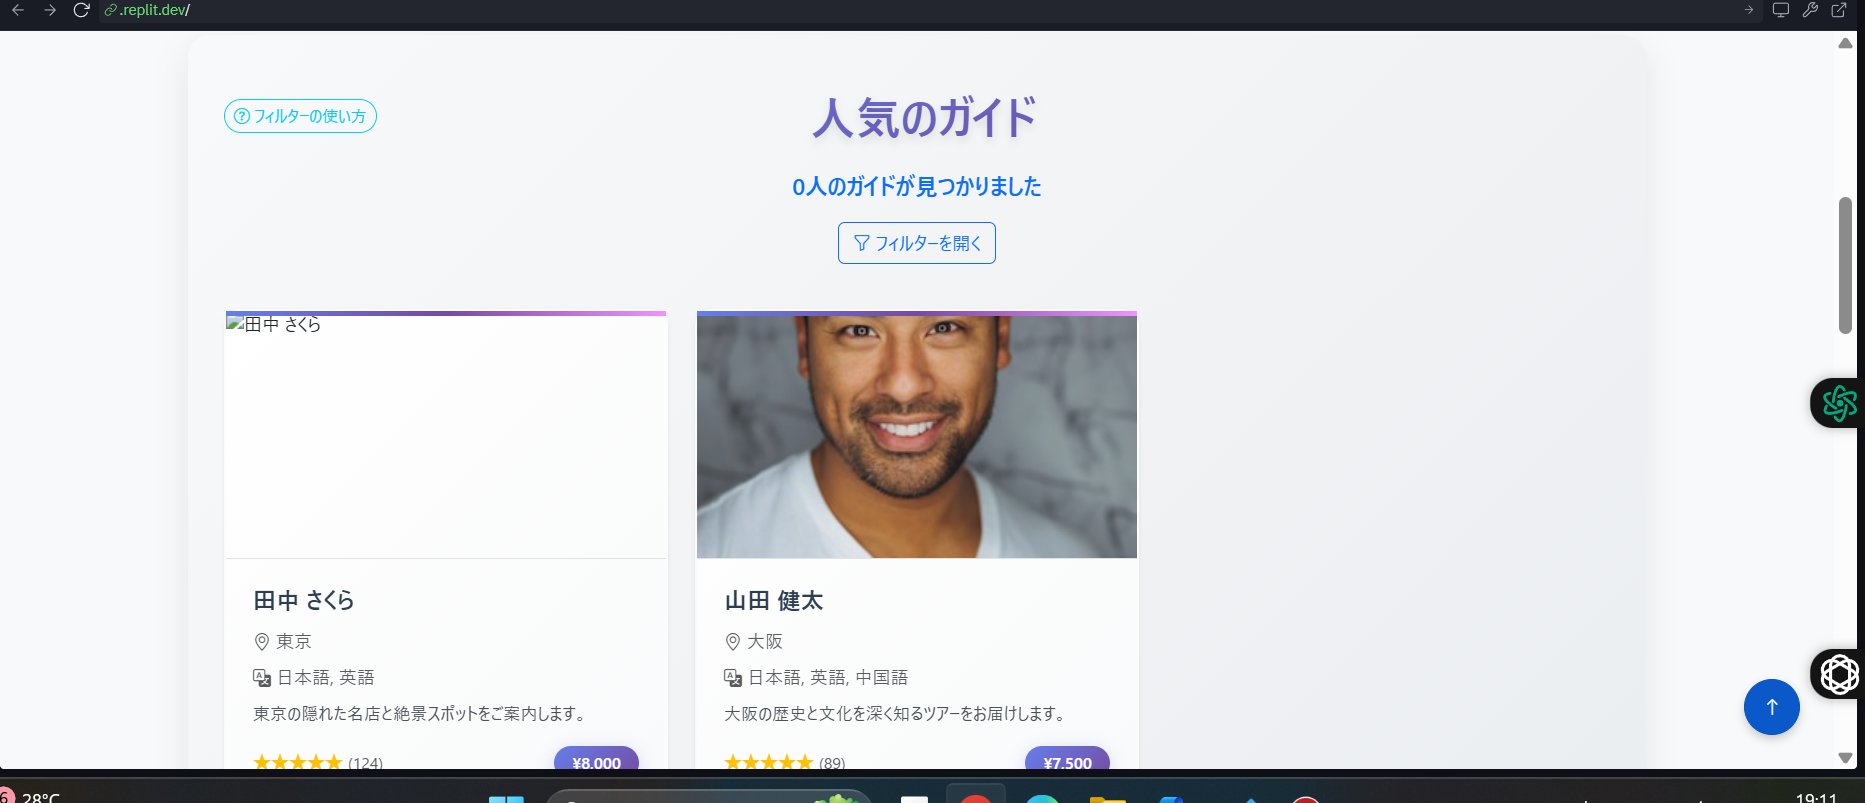 .replit.dev/
フィルターの使い方
人気のガイド
0人のガイドが見つかりました
フィルターを開く
田中 さくら
田中 さくら
東京
日本語, 英語
東京の隠れた名店と絶景スポットをご案内します。
★★★★★ (124)
¥8,000
山田 健太
大阪
日本語, 英語, 中国語
大阪の歴史と文化を深く知るツアーをお届けします。
★★★★★ (89)
¥7,500
6
28°C
19:11